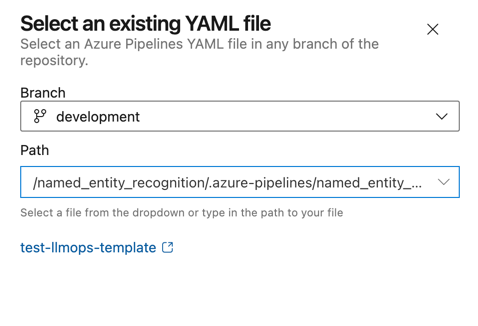 Select an existing YAML file
Select an Azure Pipelines YAML file in any branch of the
repository.
Branch
development
Path
/named_entity_recognition/.azure-pipelines/named_entity_...
Select a file from the dropdown or type in the path to your file
test-llmops-template